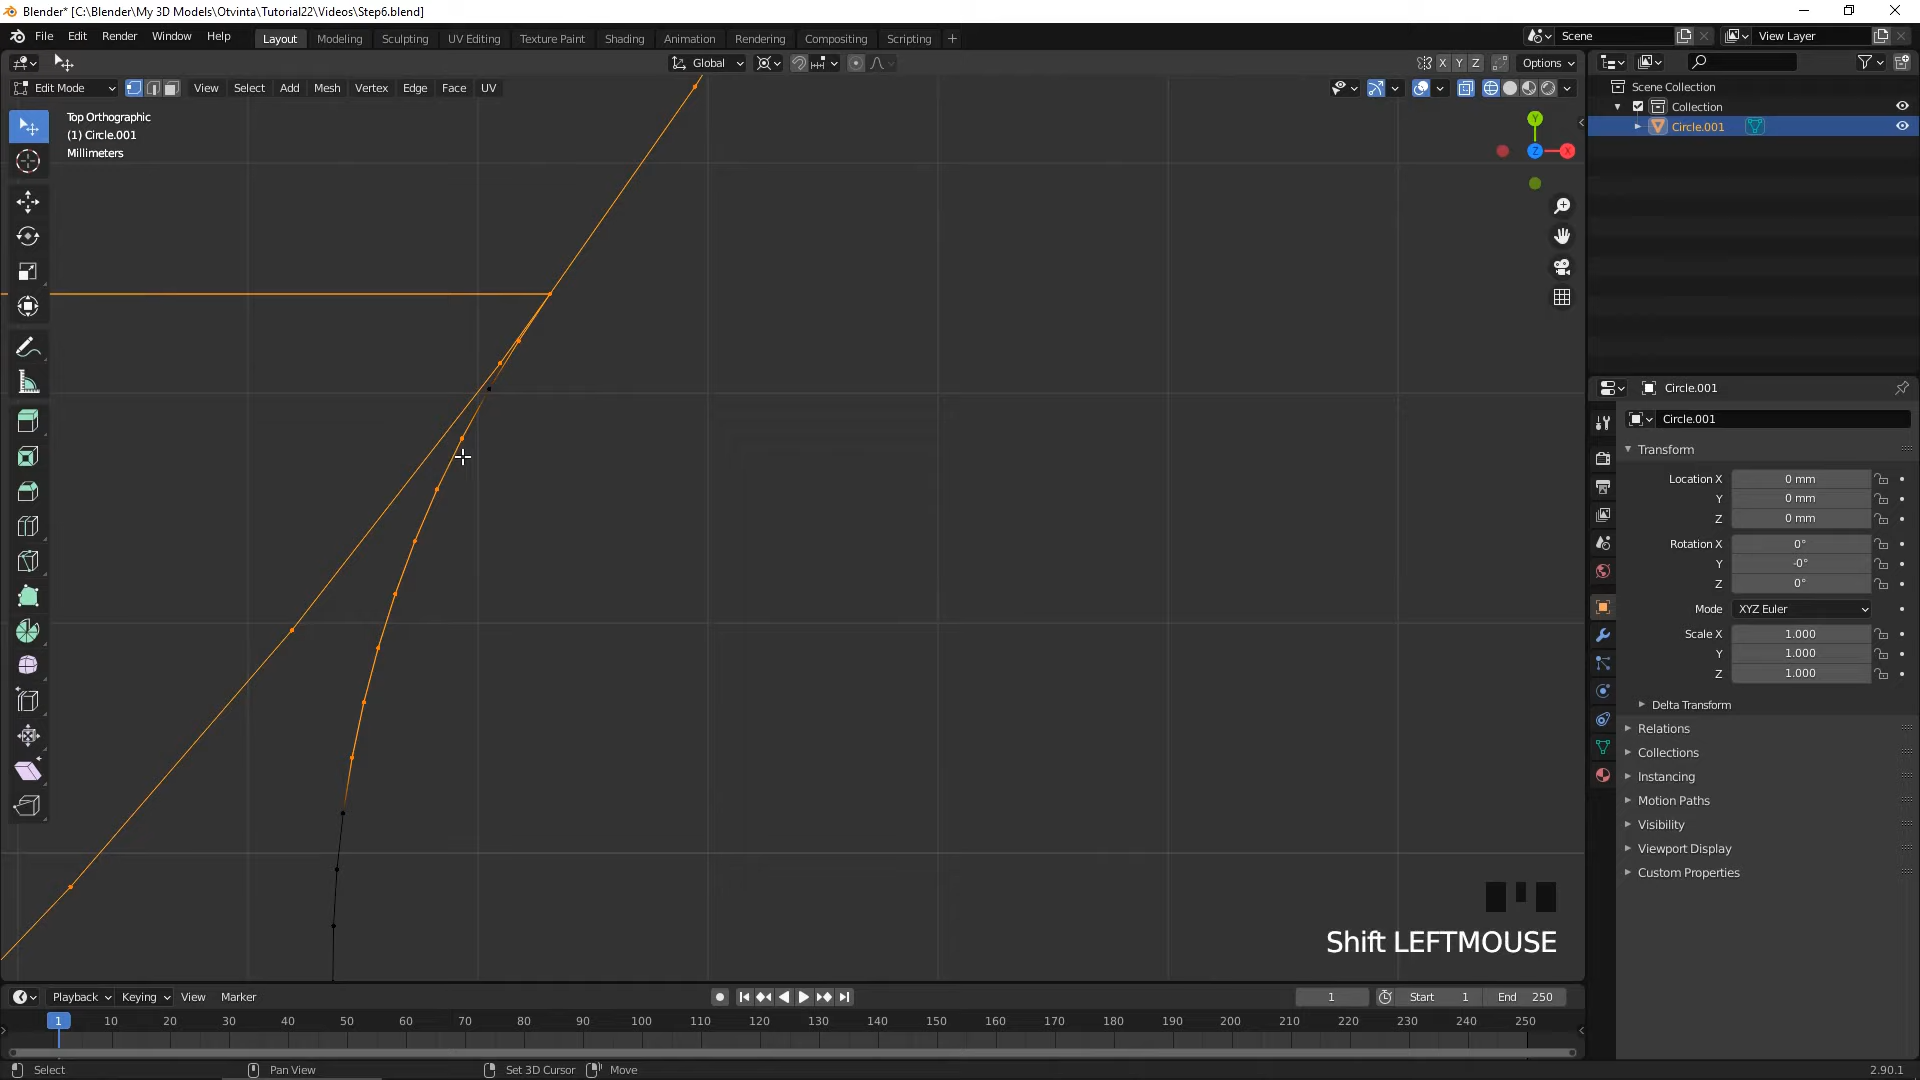 Blender* [C:\Blender\My 3D Models\Otvinta\Tutorial22\Videos\Step6.blend]
File Edit Render Window Help Layout Modeling Sculpting UV Editing Texture Paint Shading Animation Rendering Compositing Scripting + Scene View Layer
Global X Y Z Options
Edit Mode View Select Add Mesh Vertex Edge Face UV
Top Orthographic
(1) Circle.001
Millimeters
Y
Z X
Scene Collection
Collection
Circle.001
Circle.001
Circle.001
Transform
Location X 0 mm
Y 0 mm
Z 0 mm
Rotation X 0°
Y -0°
Z 0°
Mode XYZ Euler
Scale X 1.000
Y 1.000
Z 1.000
Delta Transform
Relations
Collections
Instancing
Motion Paths
Visibility
Viewport Display
Custom Properties
Shift LEFTMOUSE
Playback Keying View Marker 1 Start 1 End 250
1 10 20 30 40 50 60 70 80 90 100 110 120 130 140 150 160 170 180 190 200 210 220 230 240 250
Select Pan View Set 3D Cursor Move 2.90.1